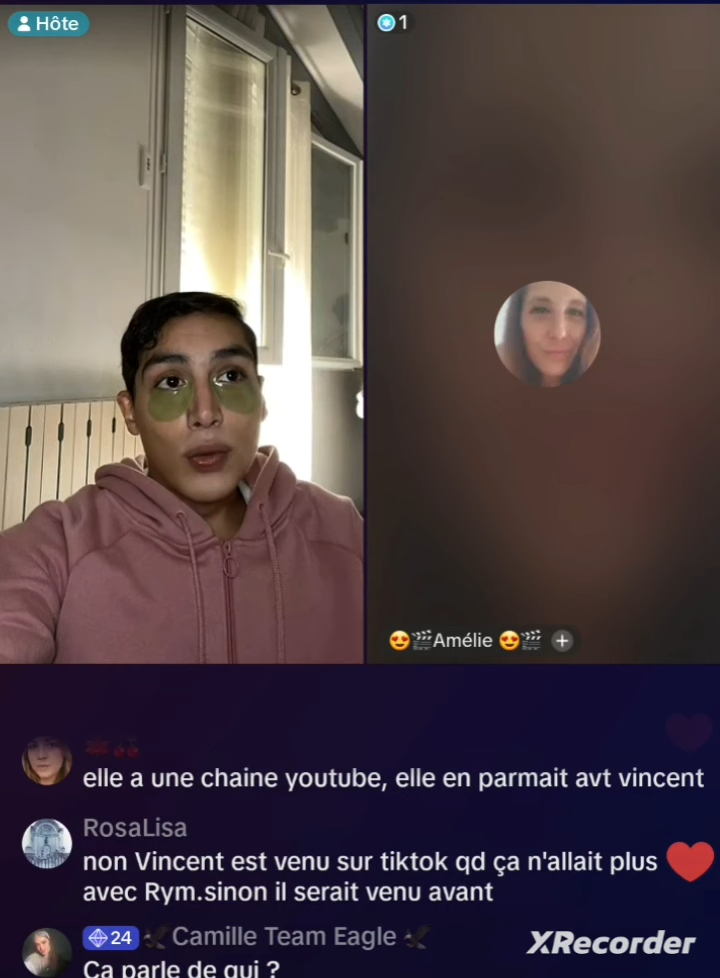 Hôte
1
😍🎬Amélie 😍🎬 +
elle a une chaine youtube, elle en parmait avt vincent
RosaLisa
non Vincent est venu sur tiktok qd ça n'allait plus
avec Rym.sinon il serait venu avant
24 🦅Camille Team Eagle🦅
Ça parle de qui ?
XRecorder